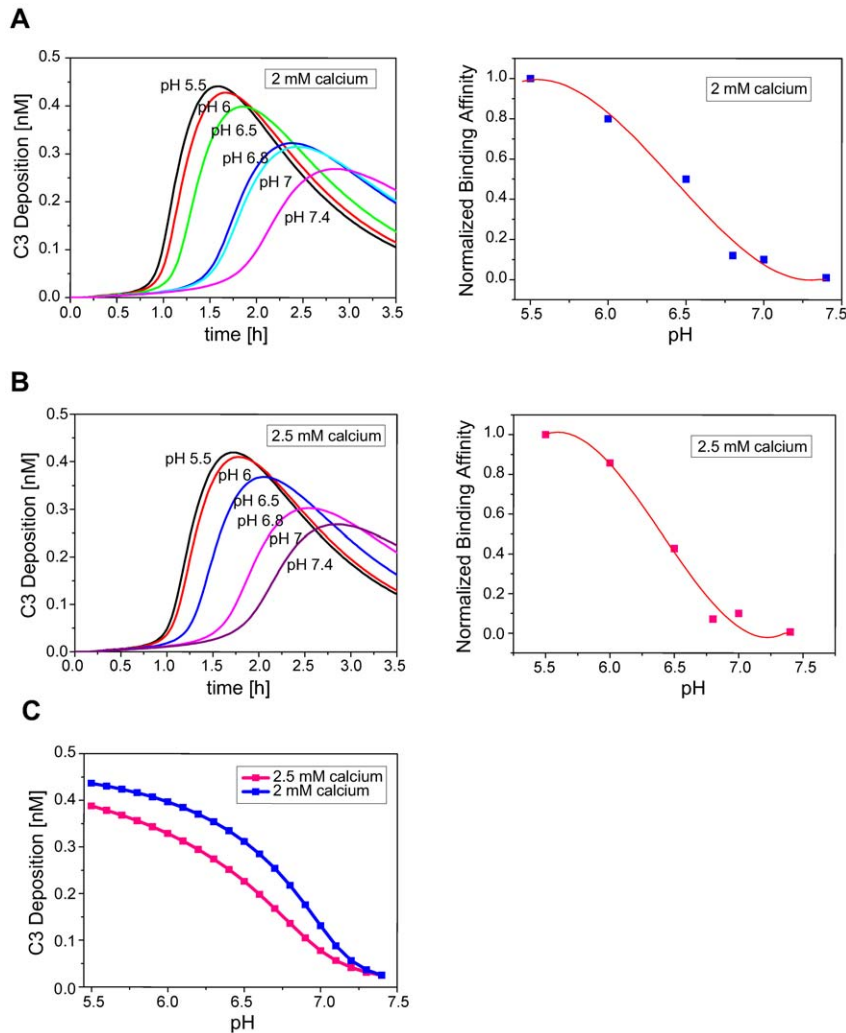 A
C3 Deposition [nM]
0.5
0.4
0.3
0.2
0.1
0.0
2 mM calcium
pH 5.5
pH 6
pH 6.5
pH 6.8
pH 7
pH 7.4
0.0 0.5 1.0 1.5 2.0 2.5 3.0 3.5
time [h]
Normalized Binding Affinity
1.0
0.8
0.6
0.4
0.2
0.0
2 mM calcium
5.5 6.0 6.5 7.0 7.5
pH
B
C3 Deposition [nM]
0.5
0.4
0.3
0.2
0.1
0.0
2.5 mM calcium
pH 5.5
pH 6
pH 6.5
pH 6.8
pH 7
pH 7.4
0.0 0.5 1.0 1.5 2.0 2.5 3.0 3.5
time [h]
Normalized Binding Affinity
1.0
0.8
0.6
0.4
0.2
0.0
2.5 mM calcium
5.5 6.0 6.5 7.0 7.5
pH
C
C3 Deposition [nM]
0.5
0.4
0.3
0.2
0.1
0.0
2.5 mM calcium
2 mM calcium
5.5 6.0 6.5 7.0 7.5
pH